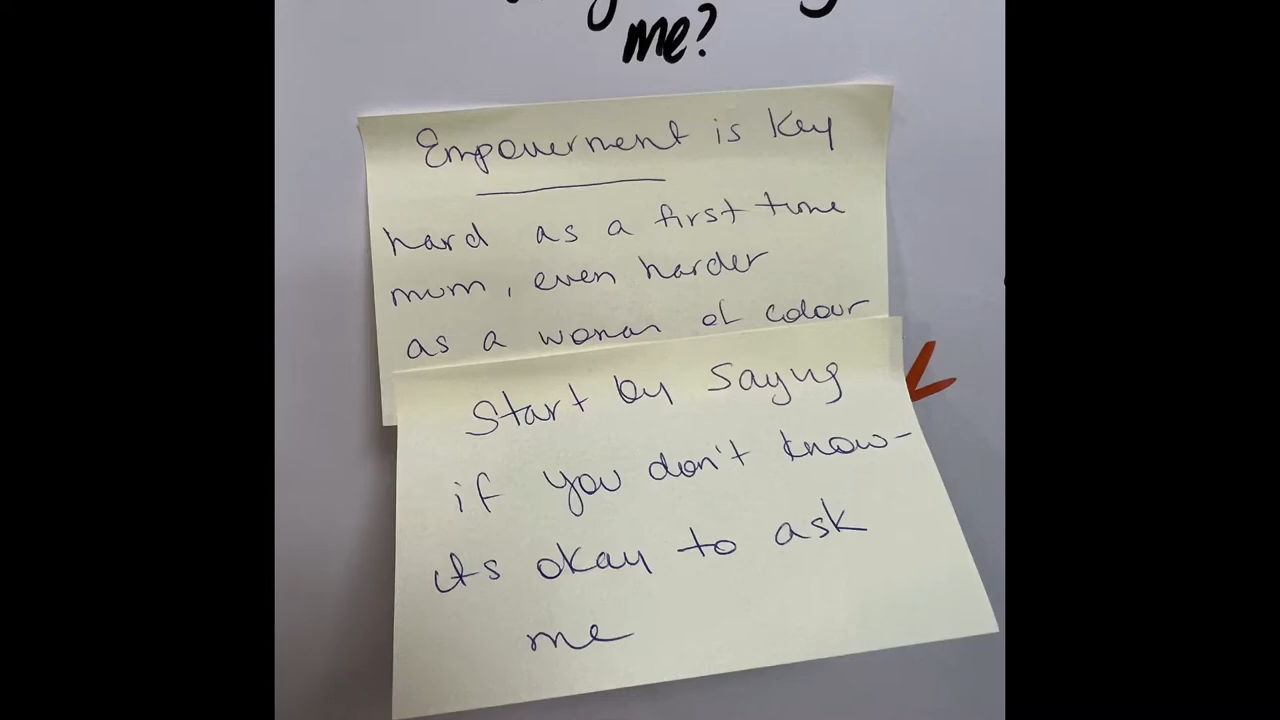 me?
Empowerment is key
hard as a first time
mum, even harder
as a woman of colour
Start by saying
if you don't know-
its okay to ask
me